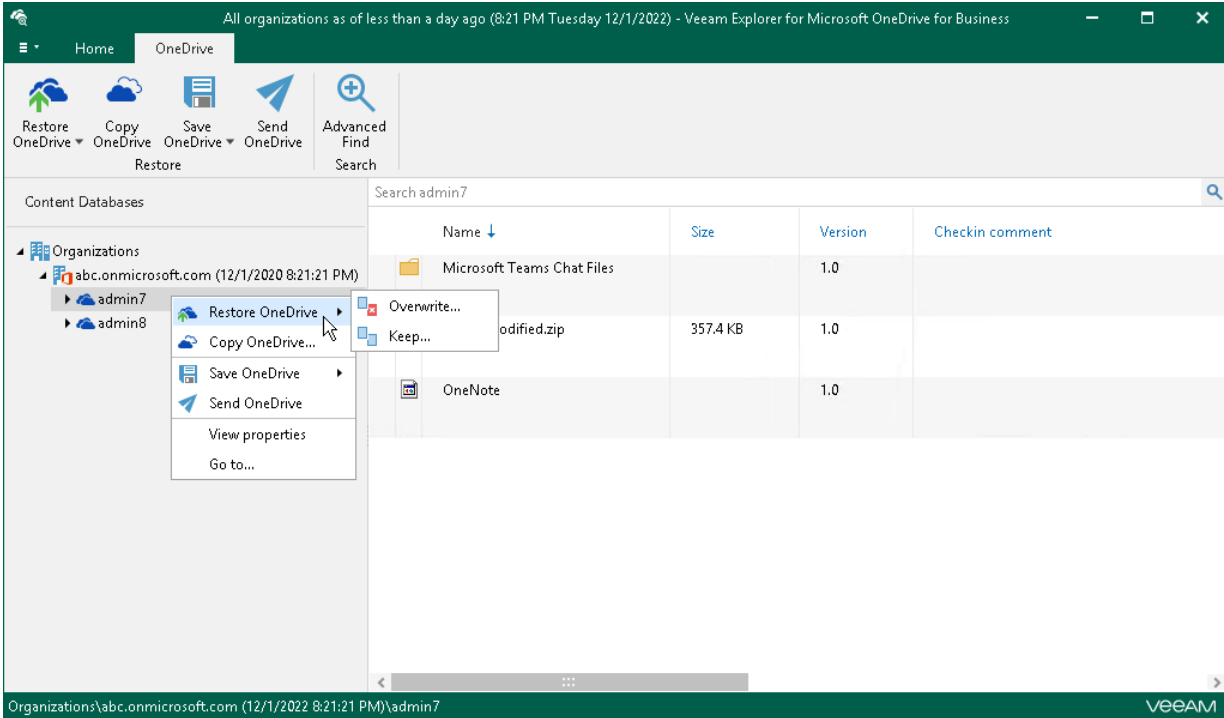 All organizations as of less than a day ago (8:21 PM Tuesday 12/1/2022) - Veeam Explorer for Microsoft OneDrive for Business
Home OneDrive
Restore OneDrive
Copy OneDrive
Save OneDrive
Send OneDrive
Advanced Find
Restore Search
Content Databases
Search admin7
Name Size Version Checkin comment
Organizations
abc.onmicrosoft.com (12/1/2020 8:21:21 PM)
admin7
admin8
Restore OneDrive
Copy OneDrive...
Save OneDrive
Send OneDrive
View properties
Go to...
Overwrite...
Keep...
Microsoft Teams Chat Files 1.0
odified.zip 357.4 KB 1.0
OneNote 1.0
Organizations\abc.onmicrosoft.com (12/1/2022 8:21:21 PM)\admin7
VEEAM